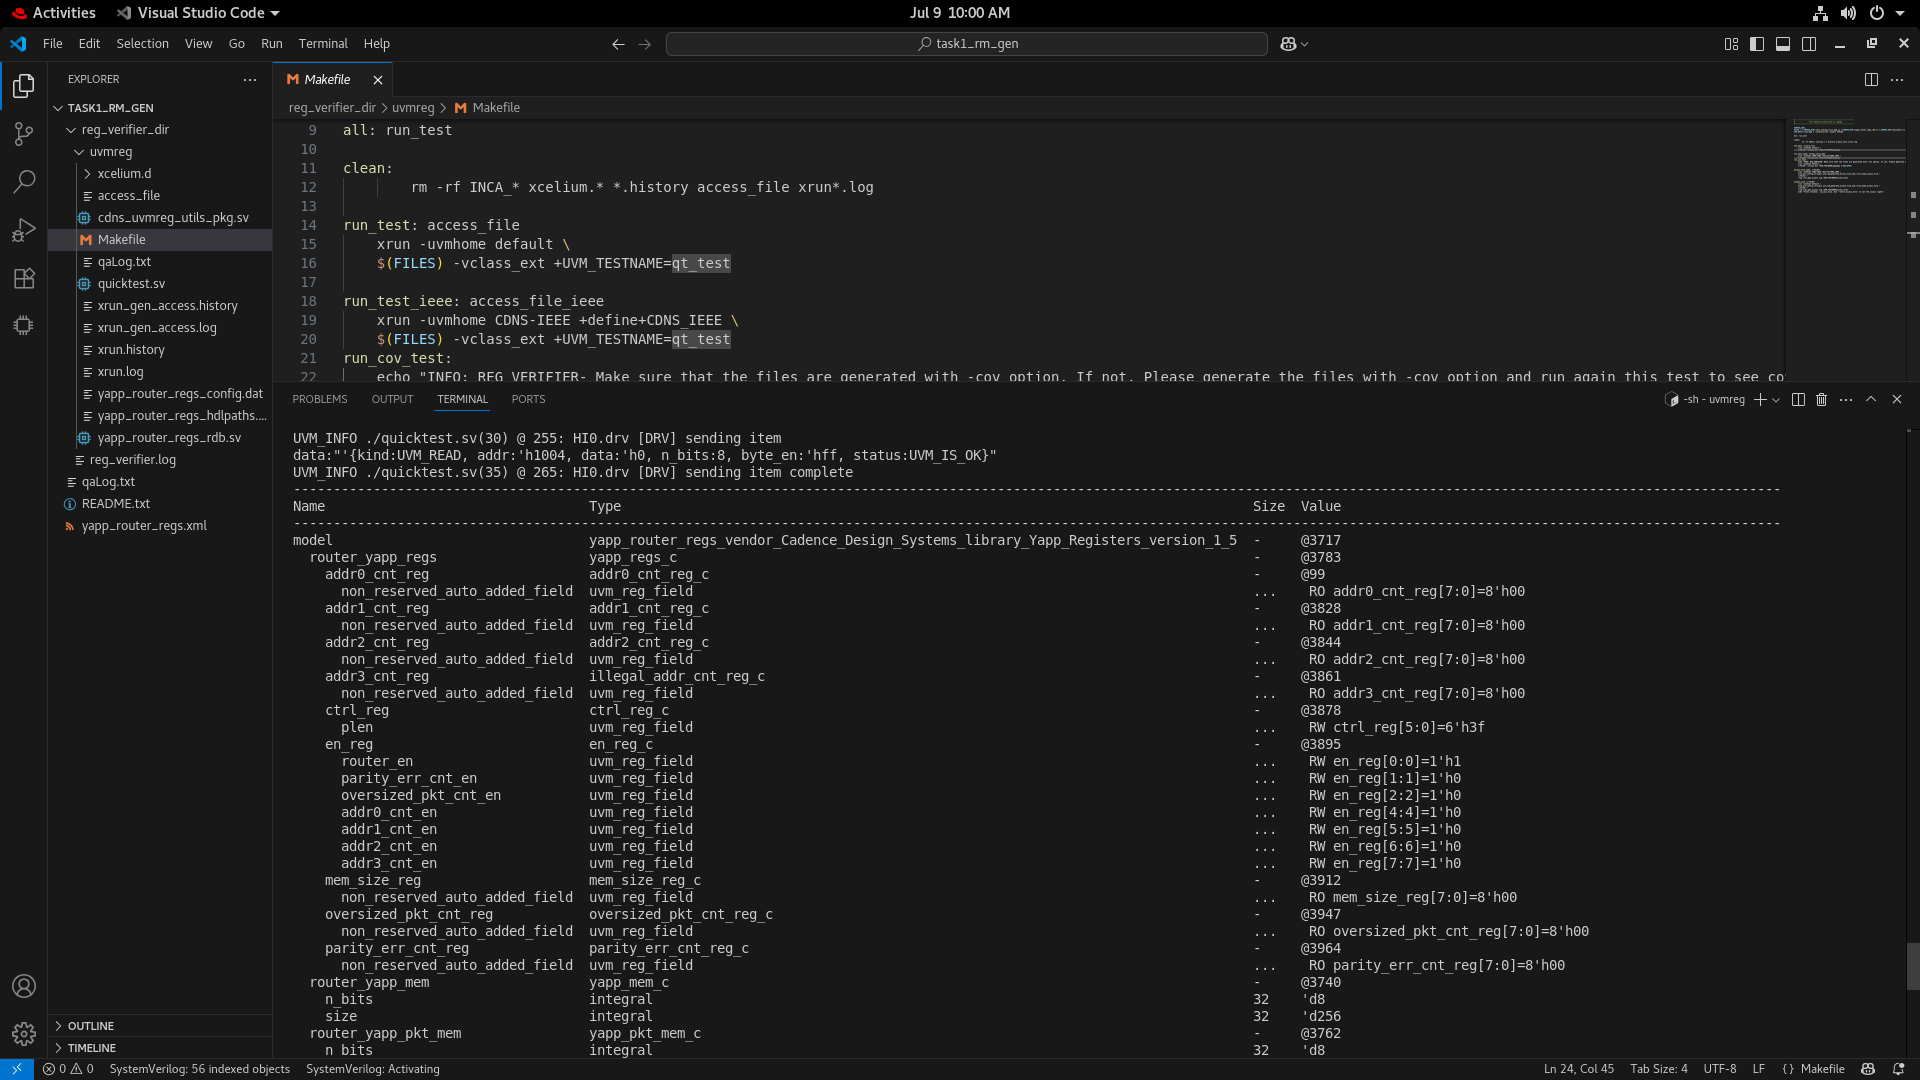 Activities Visual Studio Code Jul 9 10:00 AM
File Edit Selection View Go Run Terminal Help task1_rm_gen
EXPLORER
TASK1_RM_GEN
reg_verifier_dir
uvmreg
xcelium.d
access_file
cdns_uvmreg_utils_pkg.sv
Makefile
qaLog.txt
quicktest.sv
xrun_gen_access.history
xrun_gen_access.log
xrun.history
xrun.log
yapp_router_regs_config.dat
yapp_router_regs_hdlpaths....
yapp_router_regs_rdb.sv
reg_verifier.log
qaLog.txt
README.txt
yapp_router_regs.xml
OUTLINE
TIMELINE
Makefile
reg_verifier_dir > uvmreg > Makefile
9 all: run_test
10
11 clean:
12 rm -rf INCA_* xcelium.* *.history access_file xrun*.log
13
14 run_test: access_file
15 xrun -uvmhome default \
16 $(FILES) -vclass_ext +UVM_TESTNAME=qt_test
17
18 run_test_ieee: access_file_ieee
19 xrun -uvmhome CDNS-IEEE +define+CDNS_IEEE \
20 $(FILES) -vclass_ext +UVM_TESTNAME=qt_test
21 run_cov_test:
22 echo "INFO: REG VERIFIER- Make sure that the files are generated with -cov option. If not, Please generate the files with -cov option and run again this test to see co
PROBLEMS OUTPUT TERMINAL PORTS -sh - uvmreg
UVM_INFO ./quicktest.sv(30) @ 255: HI0.drv [DRV] sending item
data:"'{kind:UVM_READ, addr:'h1004, data:'h0, n_bits:8, byte_en:'hff, status:UVM_IS_OK}"
UVM_INFO ./quicktest.sv(35) @ 265: HI0.drv [DRV] sending item complete
Name Type Size Value
model yapp_router_regs_vendor_Cadence_Design_Systems_library_Yapp_Registers_version_1_5 - @3717
router_yapp_regs yapp_regs_c - @3783
addr0_cnt_reg addr0_cnt_reg_c - @99
non_reserved_auto_added_field uvm_reg_field ... RO addr0_cnt_reg[7:0]=8'h00
addr1_cnt_reg addr1_cnt_reg_c - @3828
non_reserved_auto_added_field uvm_reg_field ... RO addr1_cnt_reg[7:0]=8'h00
addr2_cnt_reg addr2_cnt_reg_c - @3844
non_reserved_auto_added_field uvm_reg_field ... RO addr2_cnt_reg[7:0]=8'h00
addr3_cnt_reg illegal_addr_cnt_reg_c - @3861
non_reserved_auto_added_field uvm_reg_field ... RO addr3_cnt_reg[7:0]=8'h00
ctrl_reg ctrl_reg_c - @3878
plen uvm_reg_field ... RW ctrl_reg[5:0]=6'h3f
en_reg en_reg_c - @3895
router_en uvm_reg_field ... RW en_reg[0:0]=1'h1
parity_err_cnt_en uvm_reg_field ... RW en_reg[1:1]=1'h0
oversized_pkt_cnt_en uvm_reg_field ... RW en_reg[2:2]=1'h0
addr0_cnt_en uvm_reg_field ... RW en_reg[4:4]=1'h0
addr1_cnt_en uvm_reg_field ... RW en_reg[5:5]=1'h0
addr2_cnt_en uvm_reg_field ... RW en_reg[6:6]=1'h0
addr3_cnt_en uvm_reg_field ... RW en_reg[7:7]=1'h0
mem_size_reg mem_size_reg_c - @3912
non_reserved_auto_added_field uvm_reg_field ... RO mem_size_reg[7:0]=8'h00
oversized_pkt_cnt_reg oversized_pkt_cnt_reg_c - @3947
non_reserved_auto_added_field uvm_reg_field ... RO oversized_pkt_cnt_reg[7:0]=8'h00
parity_err_cnt_reg parity_err_cnt_reg_c - @3964
non_reserved_auto_added_field uvm_reg_field ... RO parity_err_cnt_reg[7:0]=8'h00
router_yapp_mem yapp_mem_c - @3740
n_bits integral 32 'd8
size integral 32 'd256
router_yapp_pkt_mem yapp_pkt_mem_c - @3762
n_bits integral 32 'd8
0 0 SystemVerilog: 56 indexed objects SystemVerilog: Activating Ln 24, Col 45 Tab Size: 4 UTF-8 LF Makefile